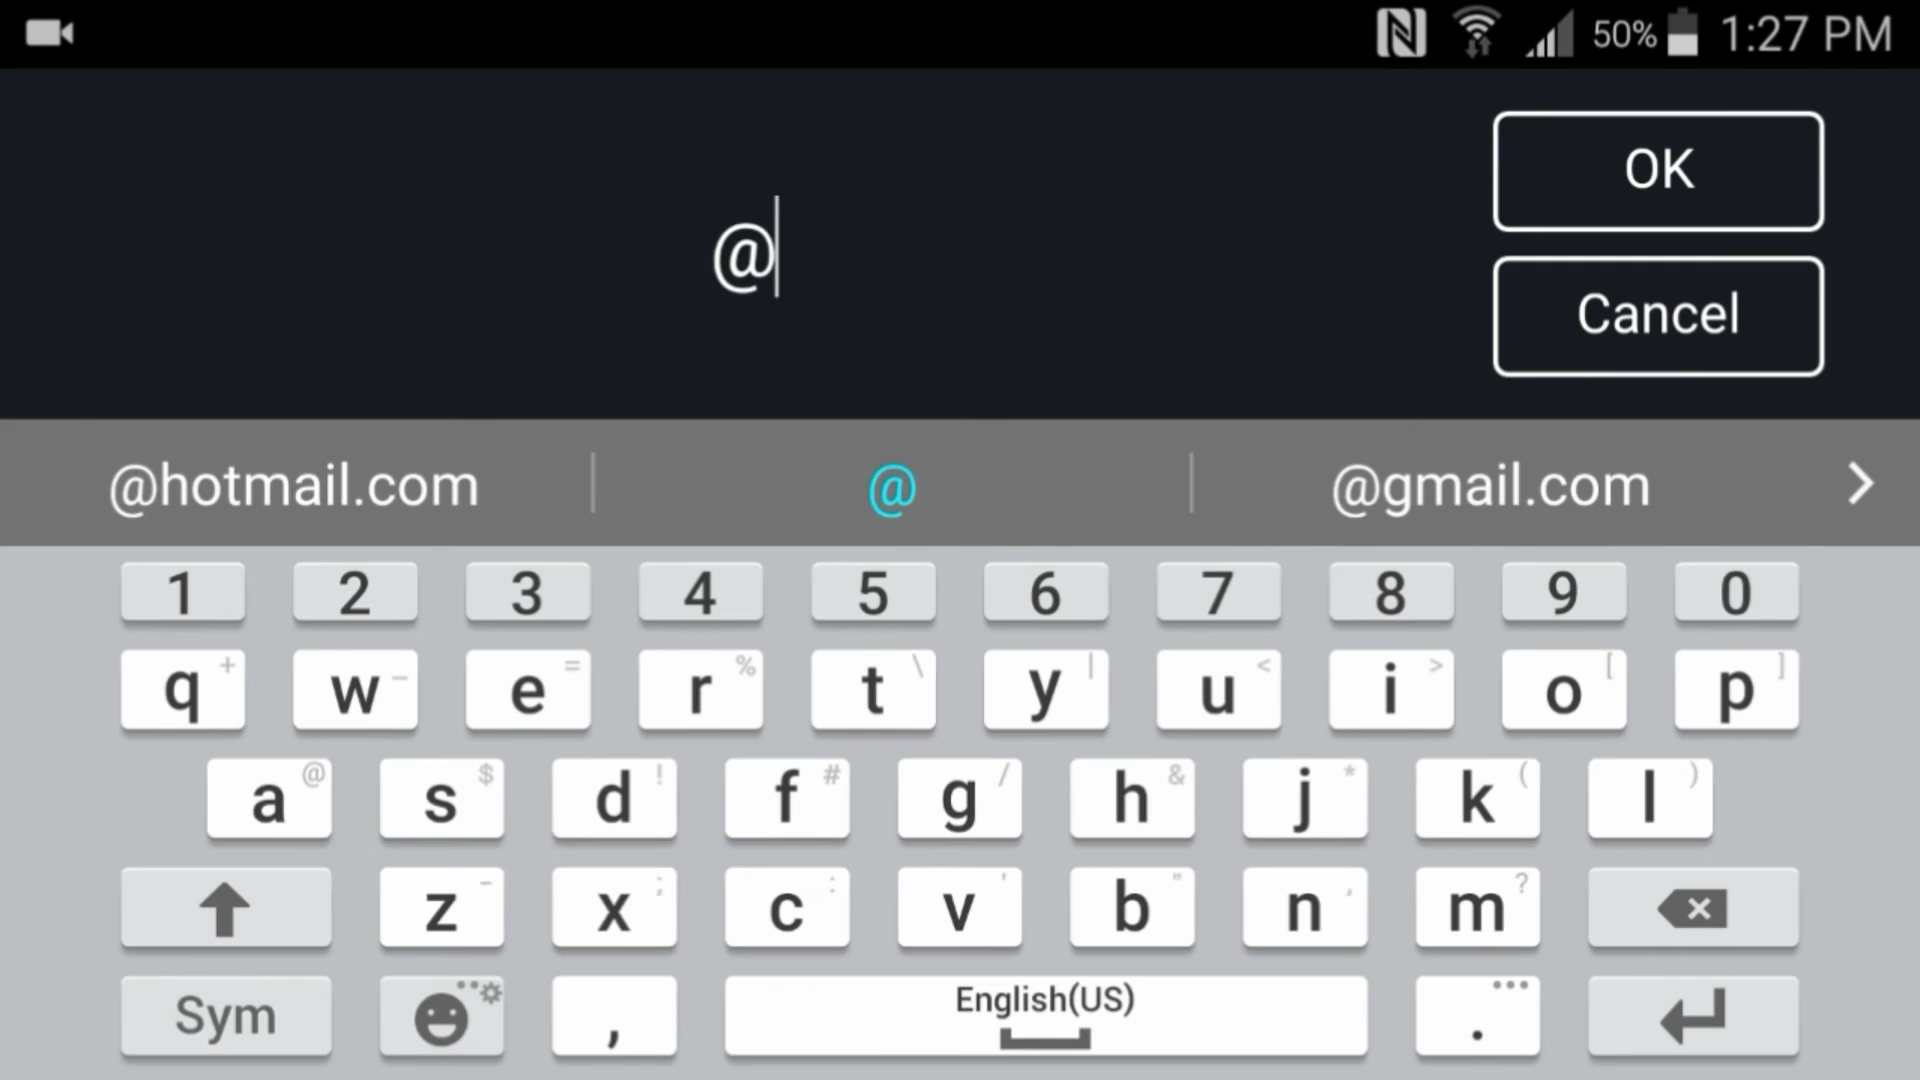 50% 1:27 PM
OK
@
Cancel
@hotmail.com @ @gmail.com
1 2 3 4 5 6 7 8 9 0
q + w _ e = r % t \ y | u < i > o [ p ]
a @ s $ d ! f # g / h & j * k ( l )
z - x ; c : v ' b " n , m ?
Sym , English(US) .